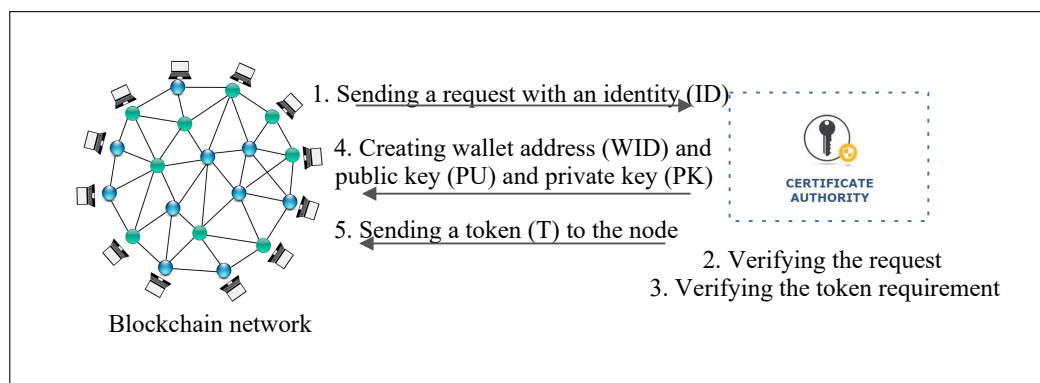 1. Sending a request with an identity (ID)
4. Creating wallet address (WID) and
public key (PU) and private key (PK)
5. Sending a token (T) to the node
CERTIFICATE
AUTHORITY
2. Verifying the request
3. Verifying the token requirement
Blockchain network